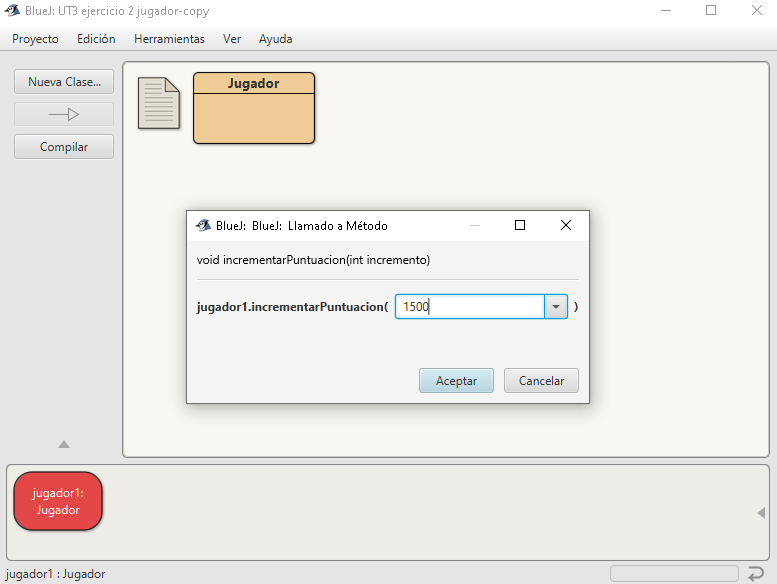 BlueJ: UT3 ejercicio 2 jugador-copy
Proyecto Edición Herramientas Ver Ayuda
Nueva Clase...
Compilar
Jugador
BlueJ: BlueJ: Llamado a Método
void incrementarPuntuacion(int incremento)
jugador1.incrementarPuntuacion( 1500 )
Aceptar Cancelar
jugador1:
Jugador
jugador1 : Jugador